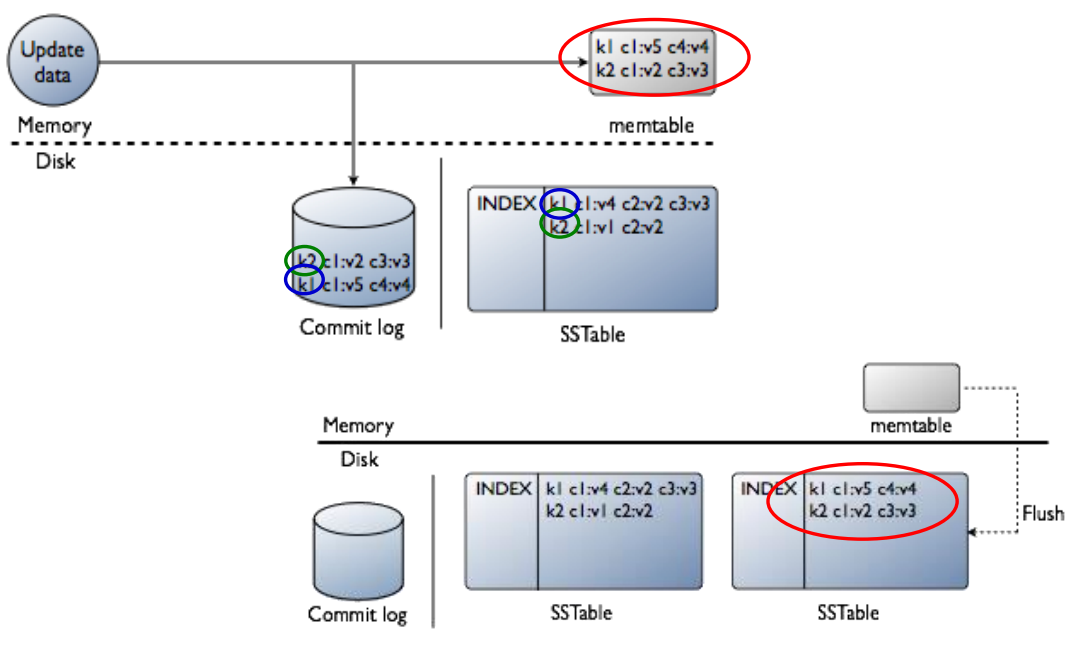 Update
data
k1 c1:v5 c4:v4
k2 c1:v2 c3:v3
Memory
memtable
Disk
INDEX
k1 c1:v4 c2:v2 c3:v3
k2 c1:v1 c2:v2
k2 c1:v2 c3:v3
k1 c1:v5 c4:v4
Commit log
SSTable
Memory
memtable
Disk
INDEX
k1 c1:v4 c2:v2 c3:v3
k2 c1:v1 c2:v2
INDEX
k1 c1:v5 c4:v4
k2 c1:v2 c3:v3
Flush
Commit log
SSTable
SSTable